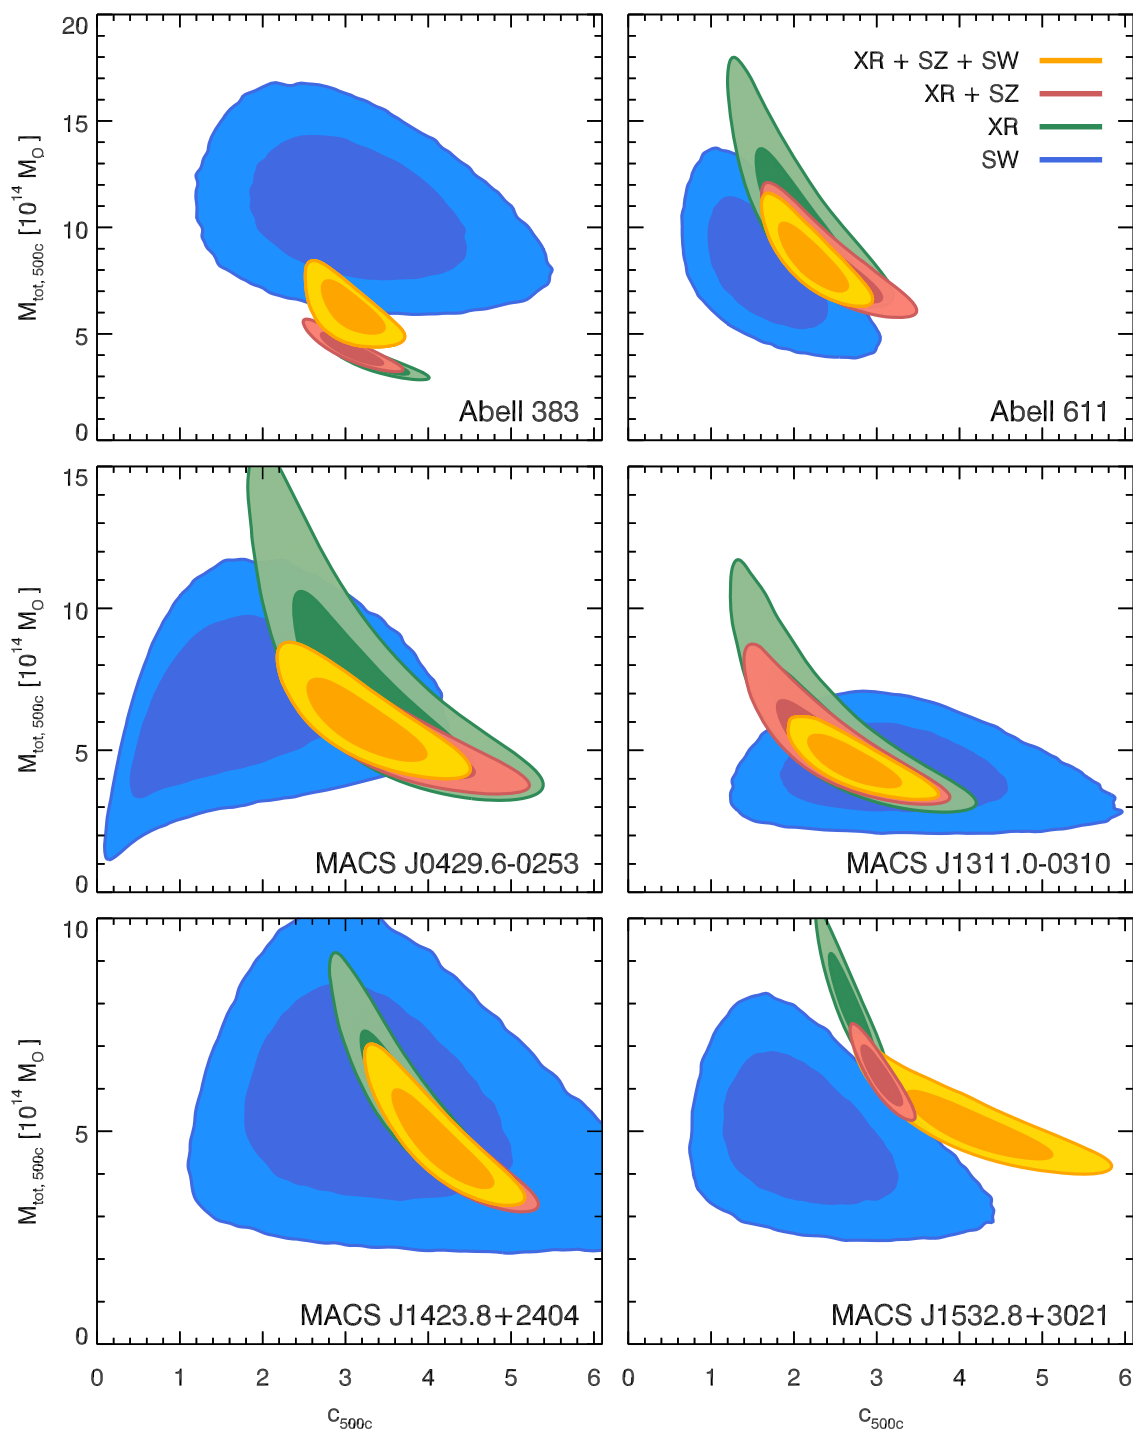 20
15
10
5
0
M_tot, 500c [10^14 M_O]
Abell 383
XR + SZ + SW
XR + SZ
XR
SW
Abell 611
15
10
5
0
M_tot, 500c [10^14 M_O]
MACS J0429.6-0253
MACS J1311.0-0310
10
5
0
M_tot, 500c [10^14 M_O]
MACS J1423.8+2404
MACS J1532.8+3021
0 1 2 3 4 5 6
0 1 2 3 4 5 6
c_500c
c_500c